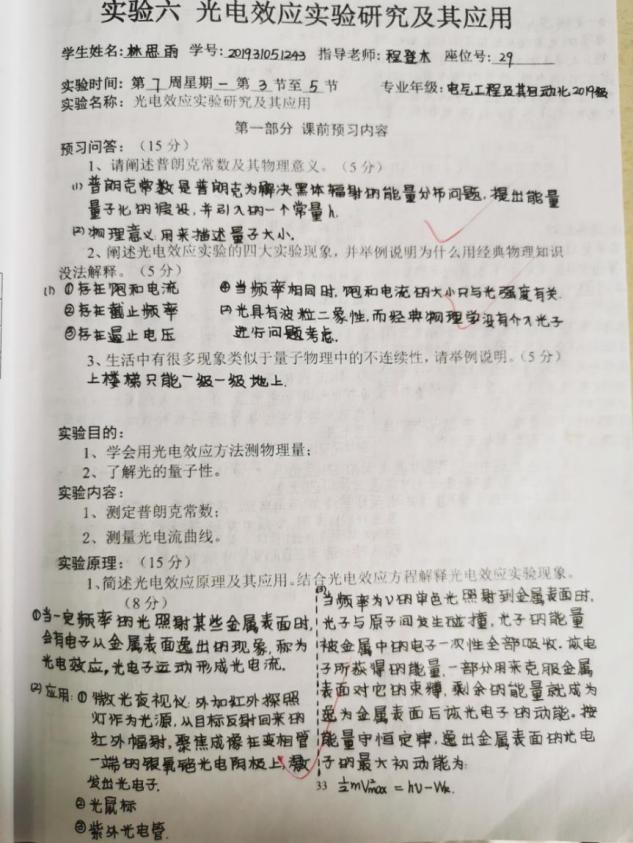 实验六 光电效应实验研究及其应用
学生姓名:林思雨 学号:201931051243 指导老师:程登木 座位号:29
实验时间:第7周星期一第3节至5节 专业年级:电气工程及其自动化2019级
实验名称:光电效应实验研究及其应用
第一部分 课前预习内容
预习问答:(15分)
1、请阐述普朗克常数及其物理意义。(5分)
(1) 普朗克常数是普朗克为解决黑体辐射的能量分布问题,提出能量
量子化的假设,并引入的一个常量h.
(2)物理意义用来描述量子大小.
2、阐述光电效应实验的四大实验现象,并举例说明为什么用经典物理知识
没法解释。(5分)
(1) ①存在饱和电流 ④当频率相同时,饱和电流的大小只与光强度有关.
②存在截止频率 (2)光具有波粒二象性,而经典物理学没有个入光子
③存在遏止电压 进行问题考虑.
3、生活中有很多现象类似于量子物理中的不连续性,请举例说明。(5分)
上楼梯只能一级一级地上.
实验目的:
1、学会用光电效应方法测物理量;
2、了解光的量子性。
实验内容:
1、测定普朗克常数;
2、测量光电流曲线。
实验原理:(15分)
1、简述光电效应原理及其应用。结合光电效应方程解释光电效应实验现象。
(8分)
①当一定频率的光照射某些金属表面时,
会有电子从金属表面逸出的现象,称为
光电效应,光电子运动形成光电流.
(2)应用:①微光夜视仪:外加红外探照
灯作为光源,从目标反射回来的
红外辐射,聚焦成像在变相管
一端的银氧铯光电阴极上,激
发出光电子.
②光鼠标
③紫外光电管.
(3)当频率为ν的单色光照射到金属表面时,
光子与原子间发生碰撞,光子的能量
被金属中的电子一次性全部吸收.故电
子所获得的能量,一部分用来克服金属
表面对它的束缚,剩余的能量就成为
逸为金属表面后该光电子的动能。按
能量守恒定律,逸出金属表面的光电
子的最大初动能为:
½mV²max = hν-W
33